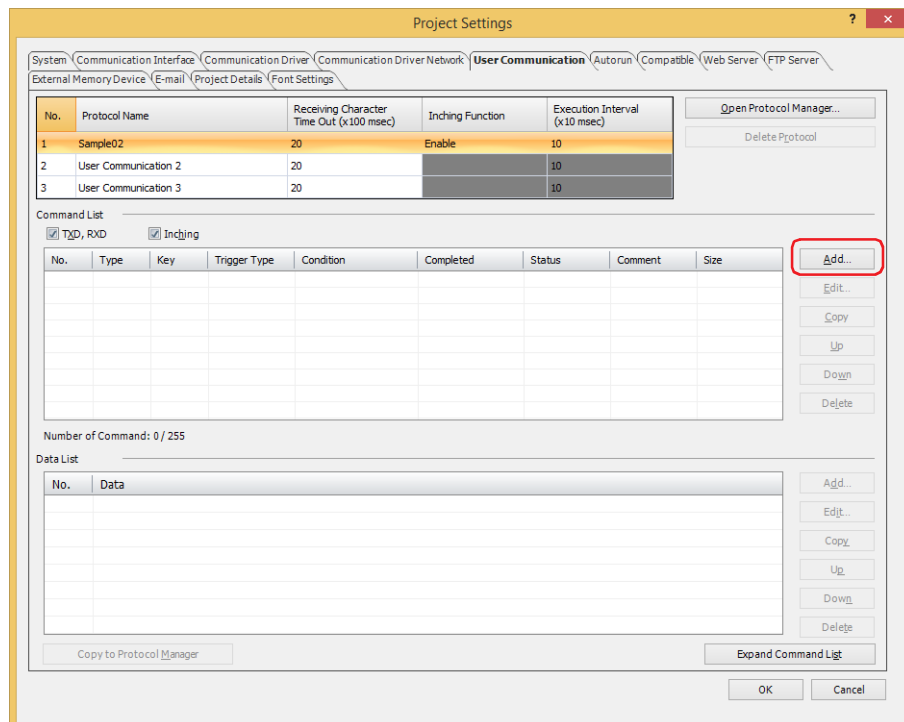 Project Settings
? ×
System Communication Interface Communication Driver Communication Driver Network User Communication Autorun Compatible Web Server FTP Server
External Memory Device E-mail Project Details Font Settings
No. Protocol Name Receiving Character Time Out (x100 msec) Inching Function Execution Interval (x10 msec)
1 Sample02 20 Enable 10
2 User Communication 2 20 10
3 User Communication 3 20 10
Open Protocol Manager...
Delete Protocol
Command List
TXD, RXD Inching
No. Type Key Trigger Type Condition Completed Status Comment Size
Add...
Edit...
Copy
Up
Down
Delete
Number of Command: 0 / 255
Data List
No. Data
Add...
Edit...
Copy
Up
Down
Delete
Copy to Protocol Manager
Expand Command List
OK Cancel